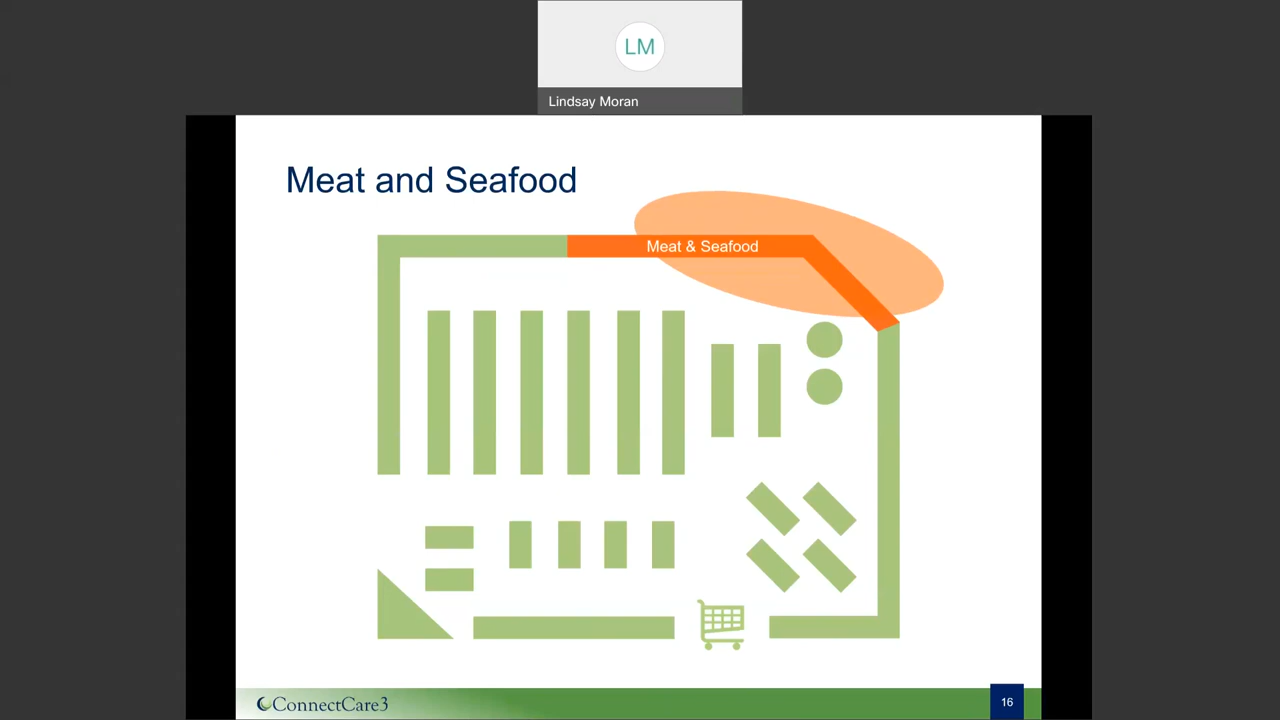 LM
Lindsay Moran
Meat and Seafood
Meat & Seafood
ConnectCare3
16